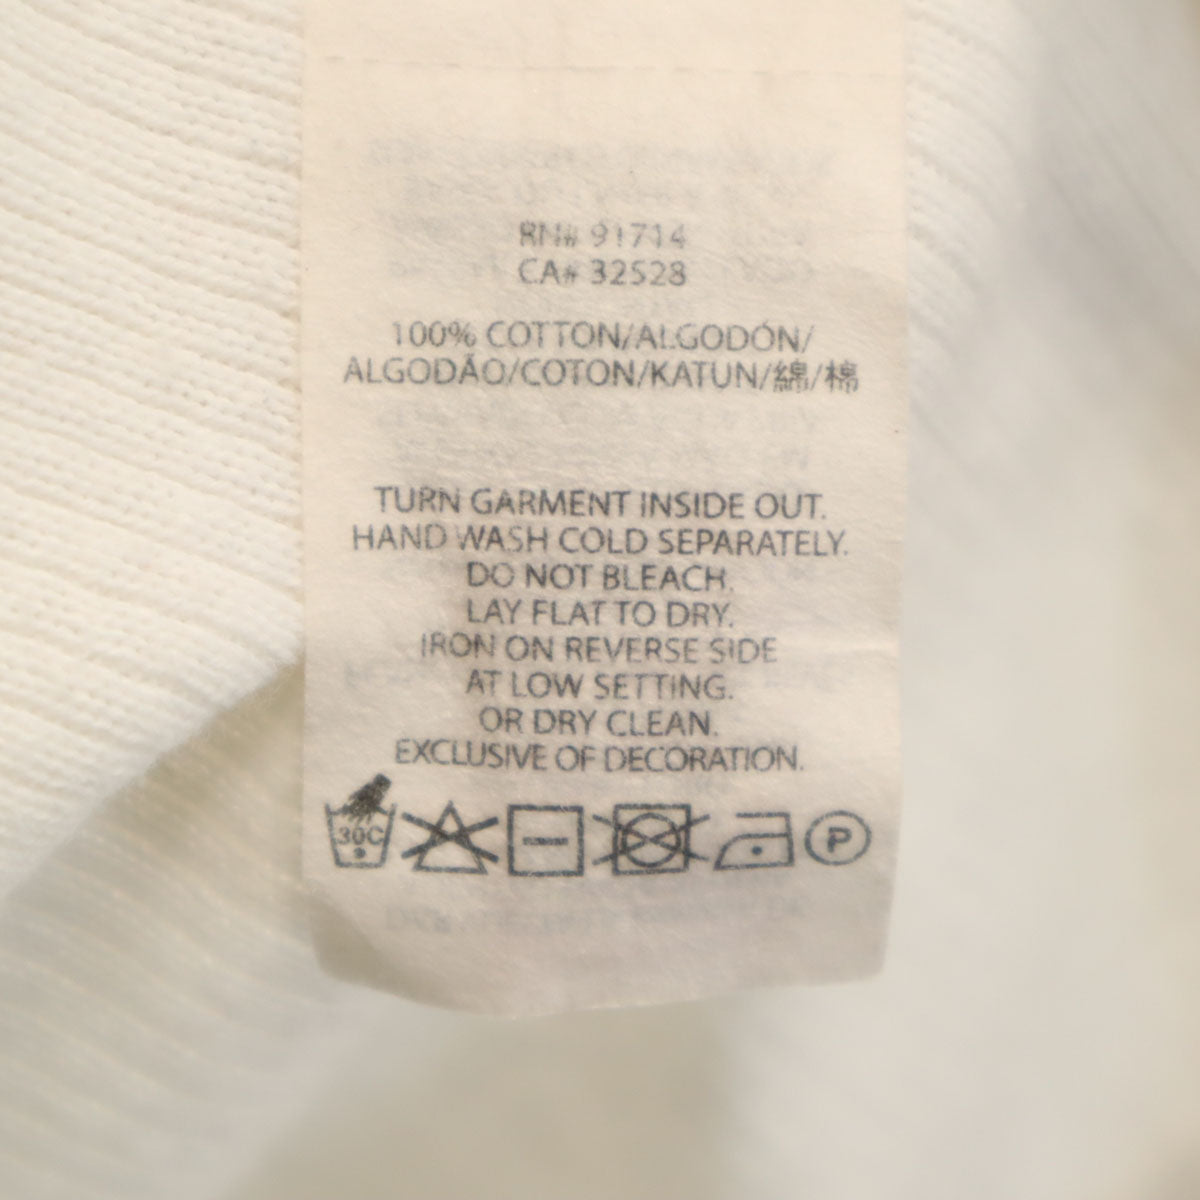 RN# 91714
CA# 32528
100% COTTON/ALGODÓN/
ALGODÃO/COTON/KATUN/綿/棉
TURN GARMENT INSIDE OUT.
HAND WASH COLD SEPARATELY.
DO NOT BLEACH.
LAY FLAT TO DRY.
IRON ON REVERSE SIDE
AT LOW SETTING.
OR DRY CLEAN.
EXCLUSIVE OF DECORATION.
30C P